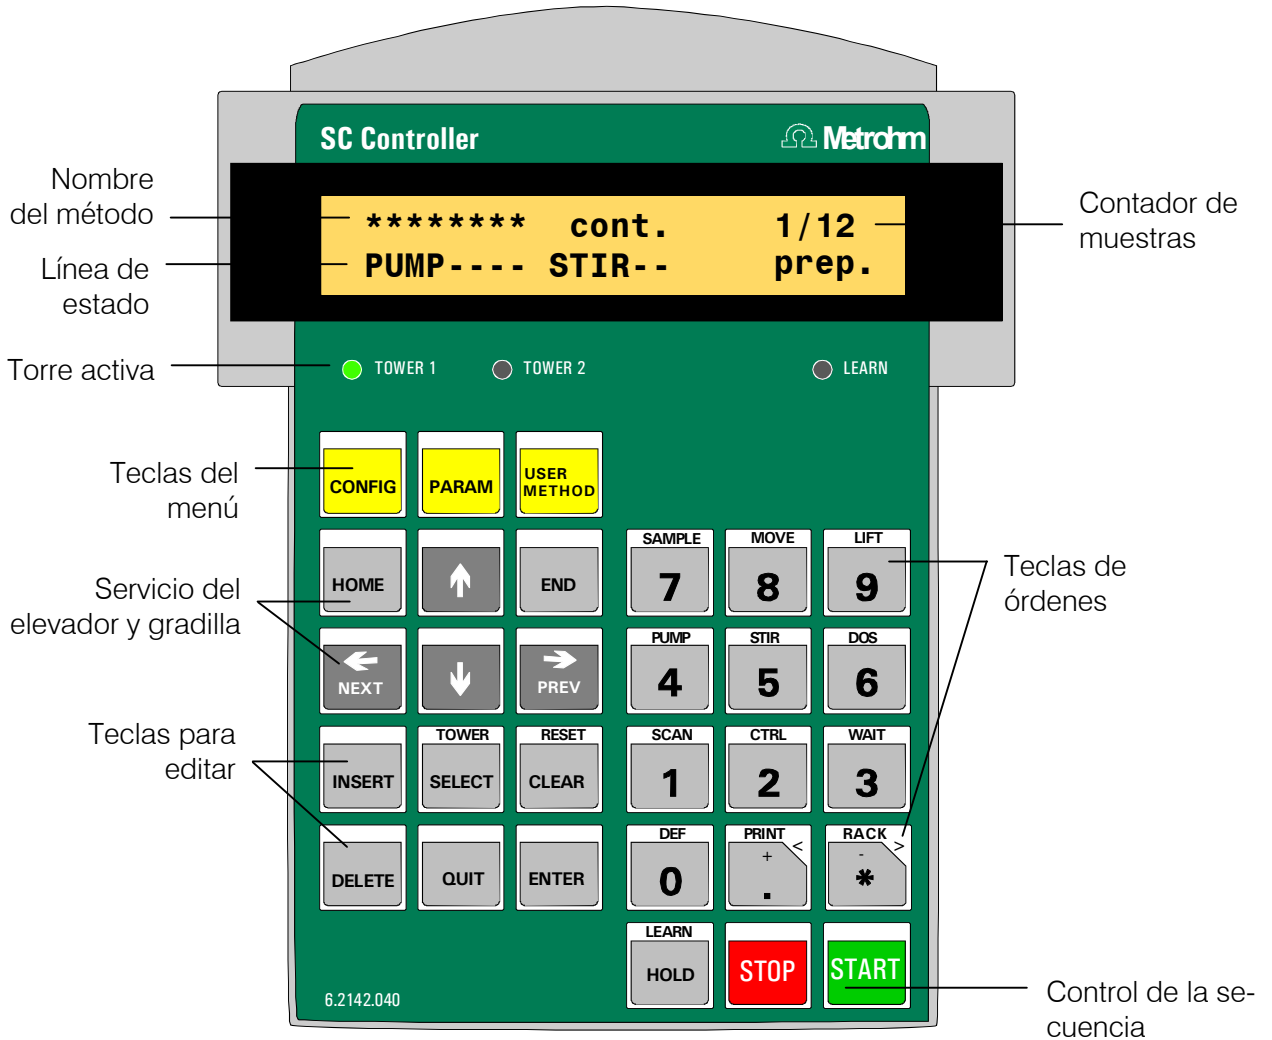 SC Controller
Metrohm
Nombre
del método
******** cont. 1/12
Contador de
muestras
Línea de
estado
PUMP---- STIR-- prep.
Torre activa
TOWER 1
TOWER 2
LEARN
Teclas del
menú
CONFIG
PARAM
USER
METHOD
Servicio del
elevador y gradilla
HOME
END
SAMPLE
7
MOVE
8
LIFT
9
Teclas de
órdenes
NEXT
PREV
PUMP
4
STIR
5
DOS
6
Teclas para
editar
INSERT
TOWER
SELECT
RESET
CLEAR
SCAN
1
CTRL
2
WAIT
3
DELETE
QUIT
ENTER
DEF
0
PRINT <
+
.
RACK >
-
*
LEARN
HOLD
STOP
START
6.2142.040
Control de la se-
cuencia